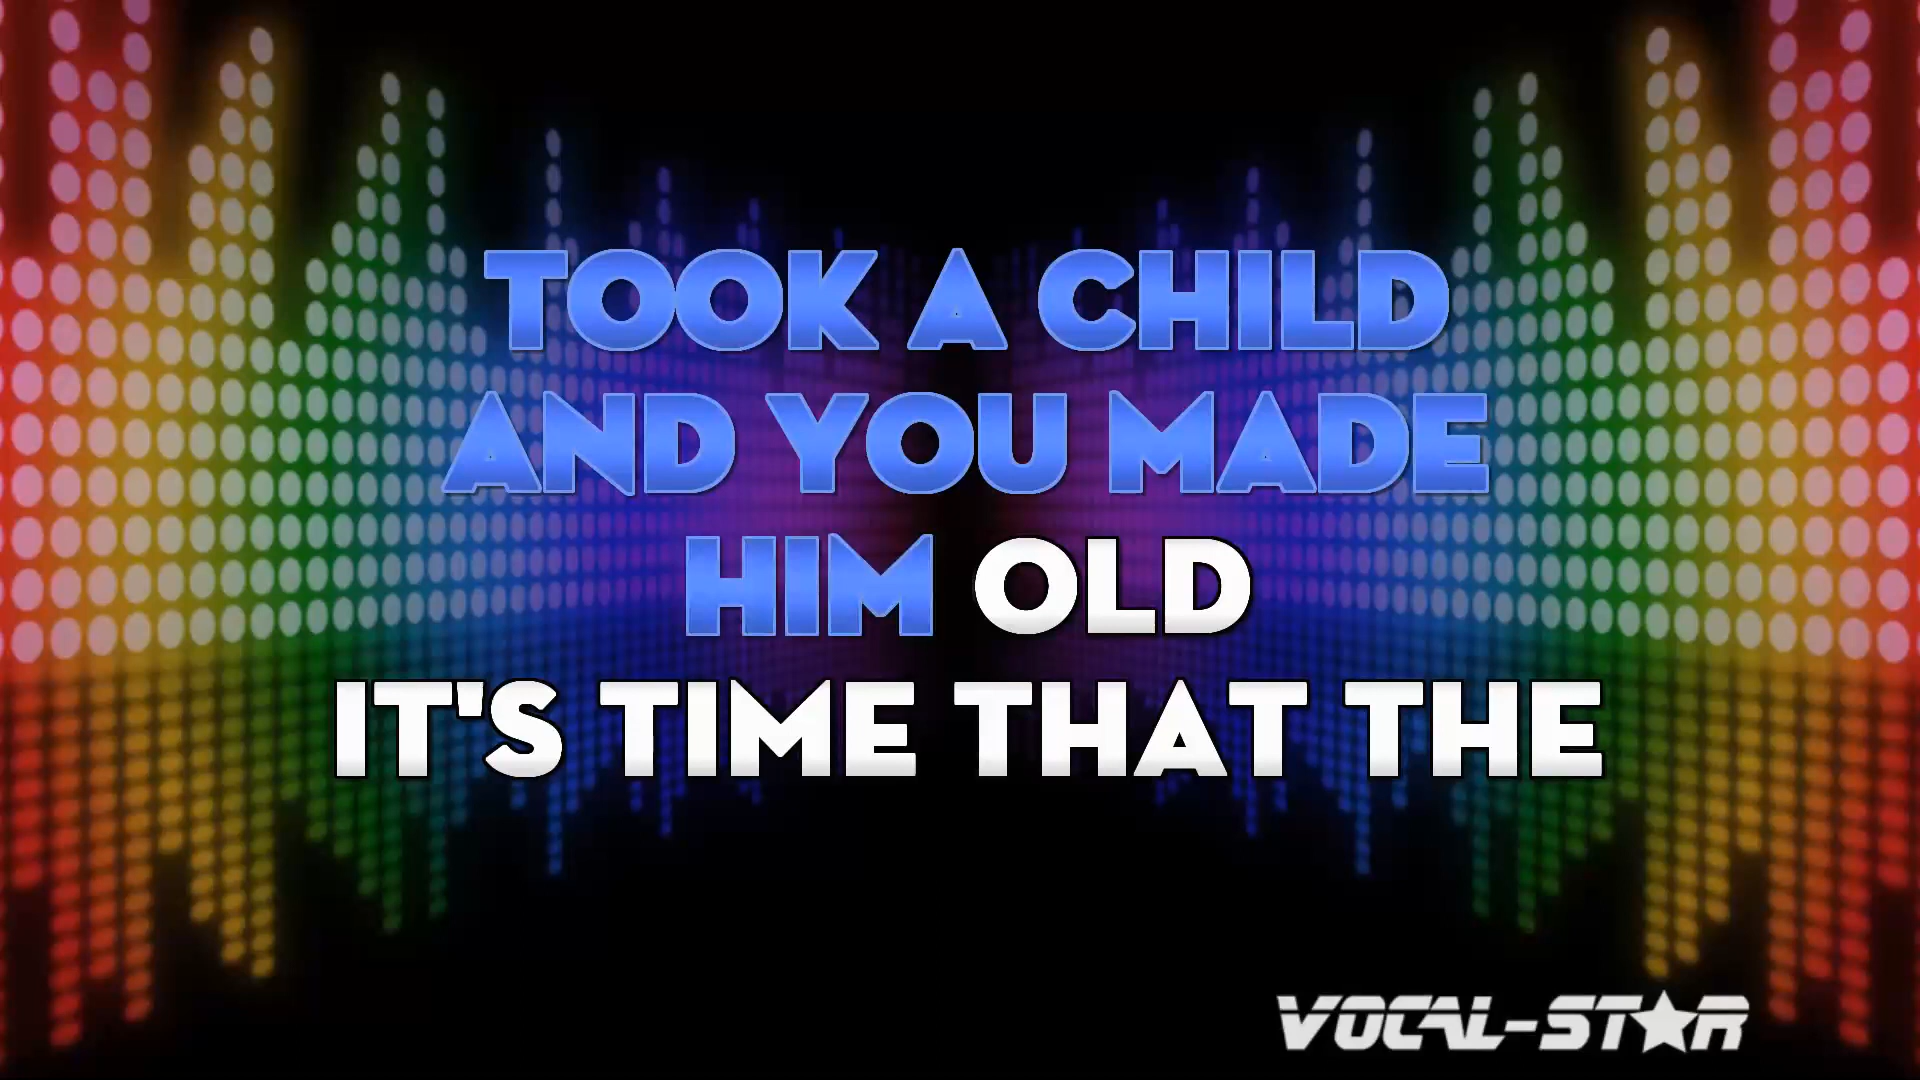 TOOK A CHILD
AND YOU MADE
HIM OLD
IT'S TIME THAT THE
VOCAL-STAR